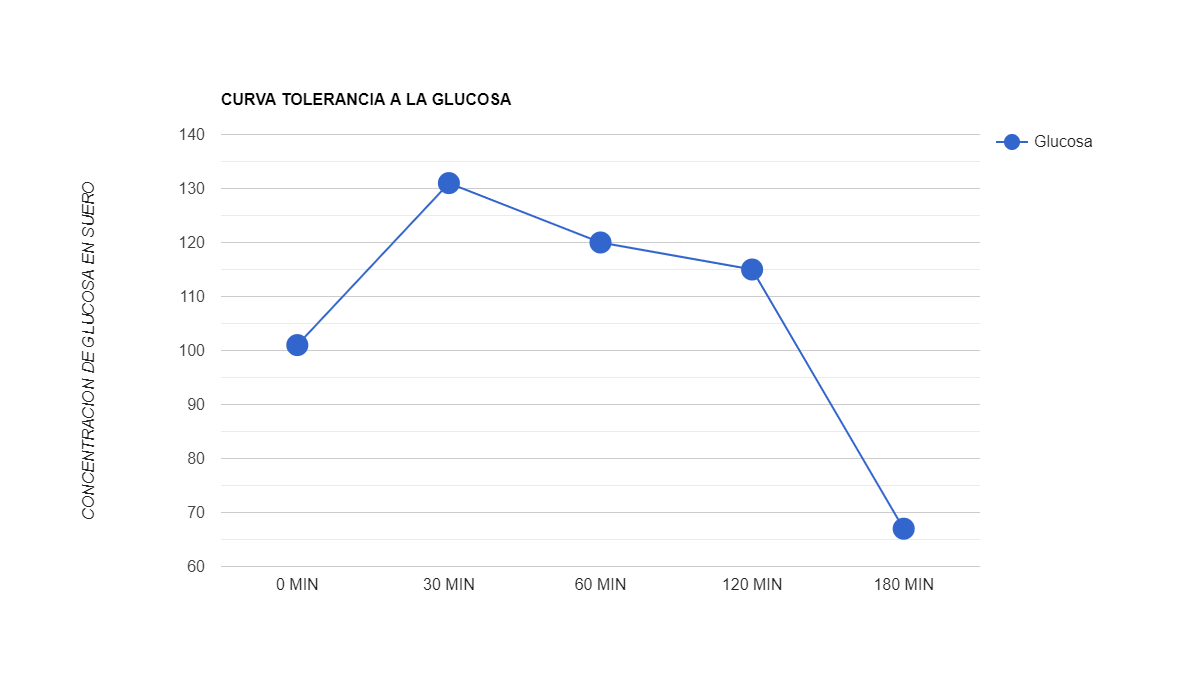 CURVA TOLERANCIA A LA GLUCOSA
CONCENTRACION DE GLUCOSA EN SUERO
140
130
120
110
100
90
80
70
60
0 MIN
30 MIN
60 MIN
120 MIN
180 MIN
Glucosa